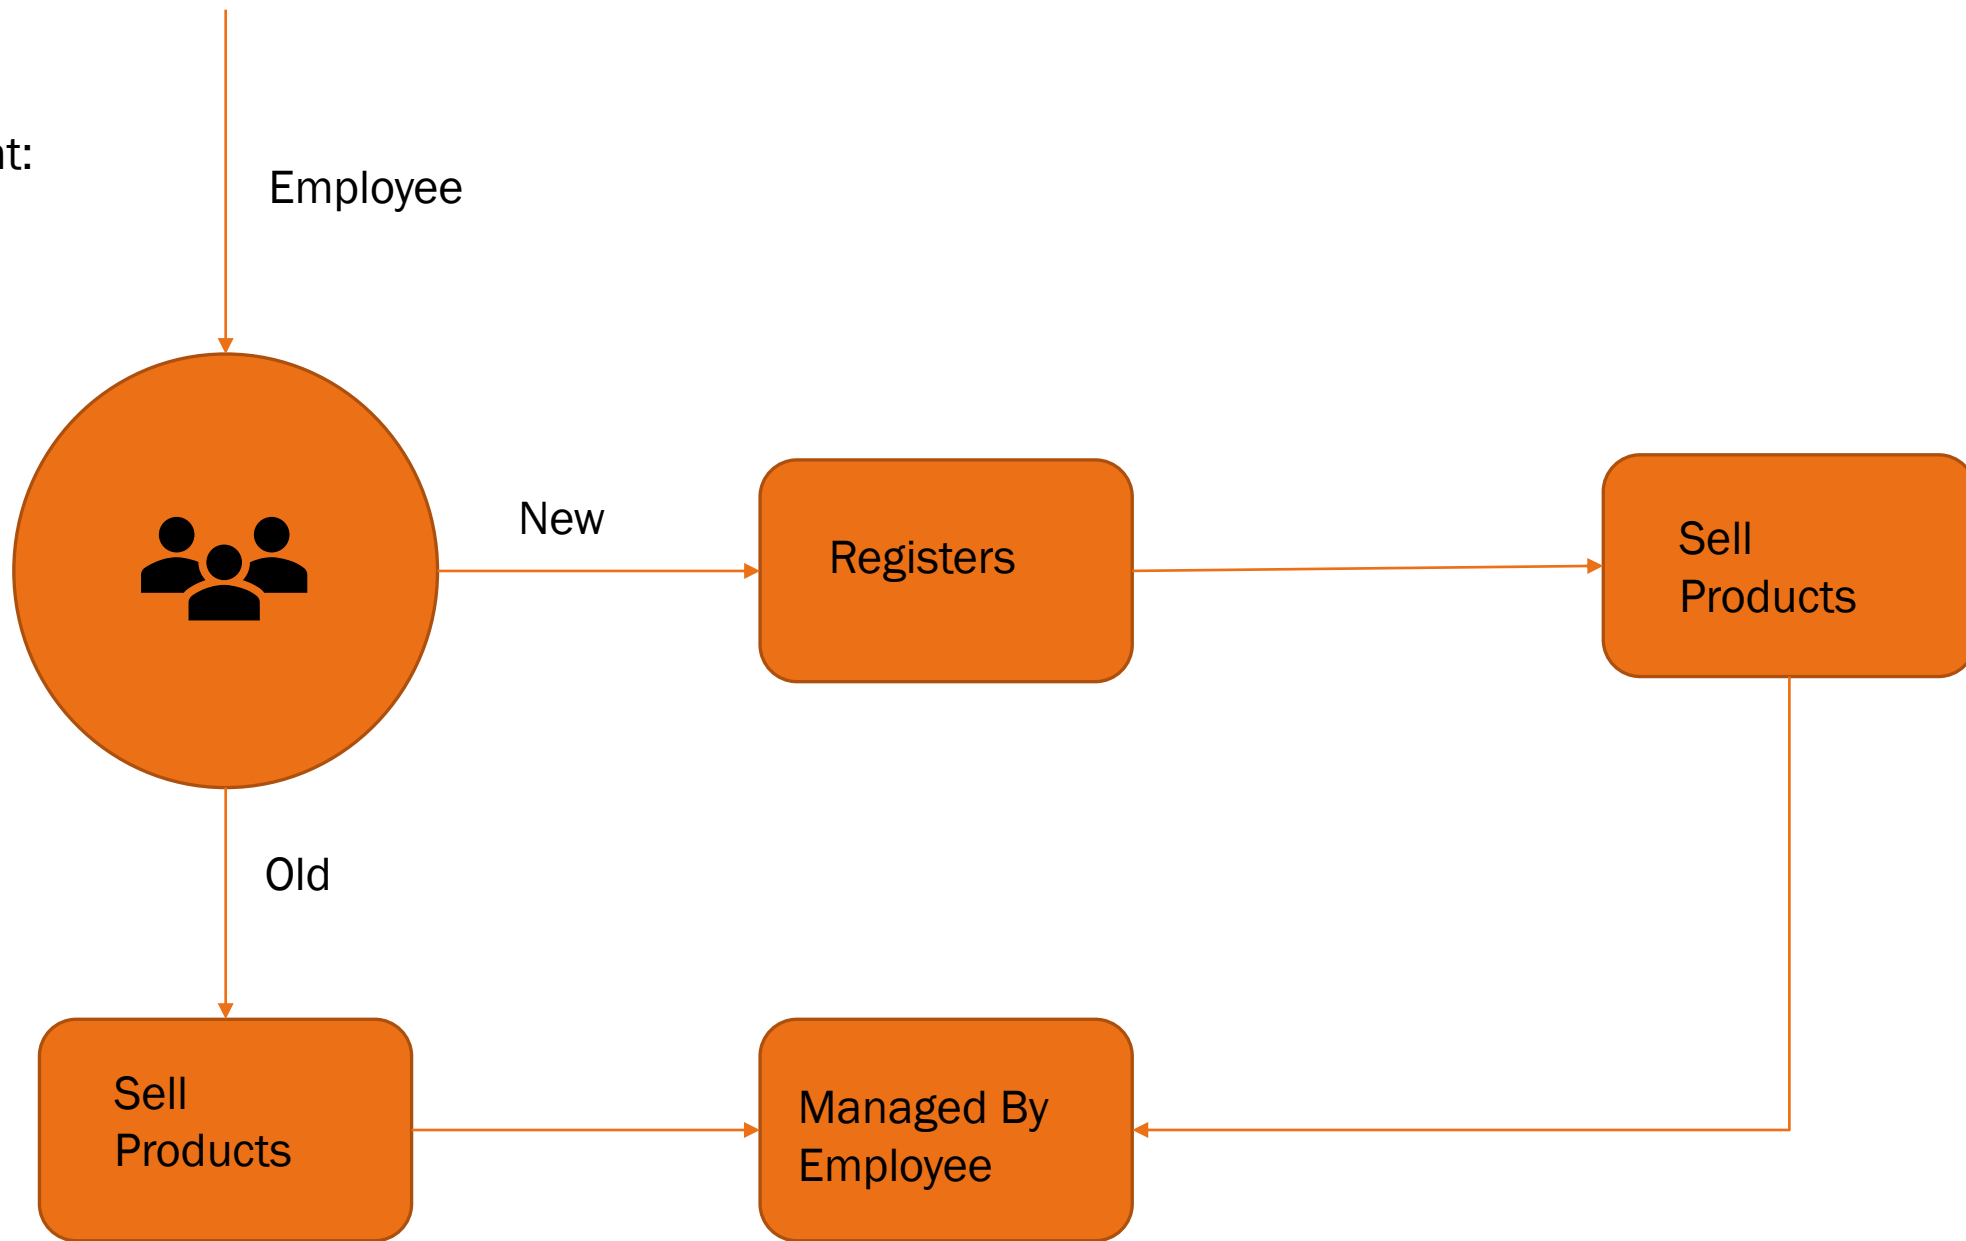 Employee
New
Registers
Sell
Products
Old
Sell
Products
Managed By
Employee